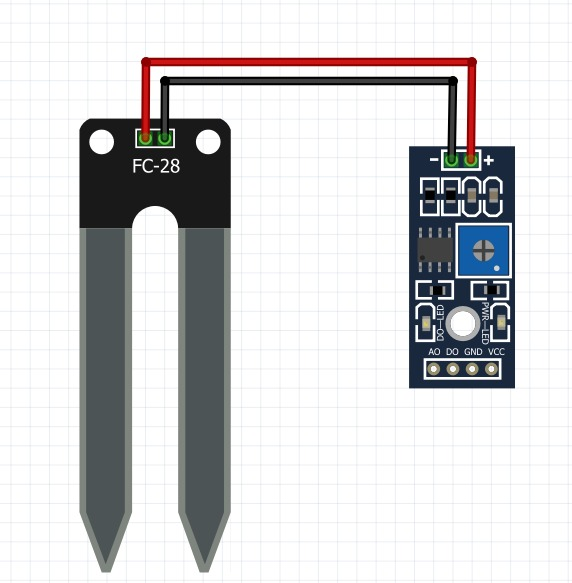 FC-28
- +
DO-LED
PWR-LED
AO DO GND VCC